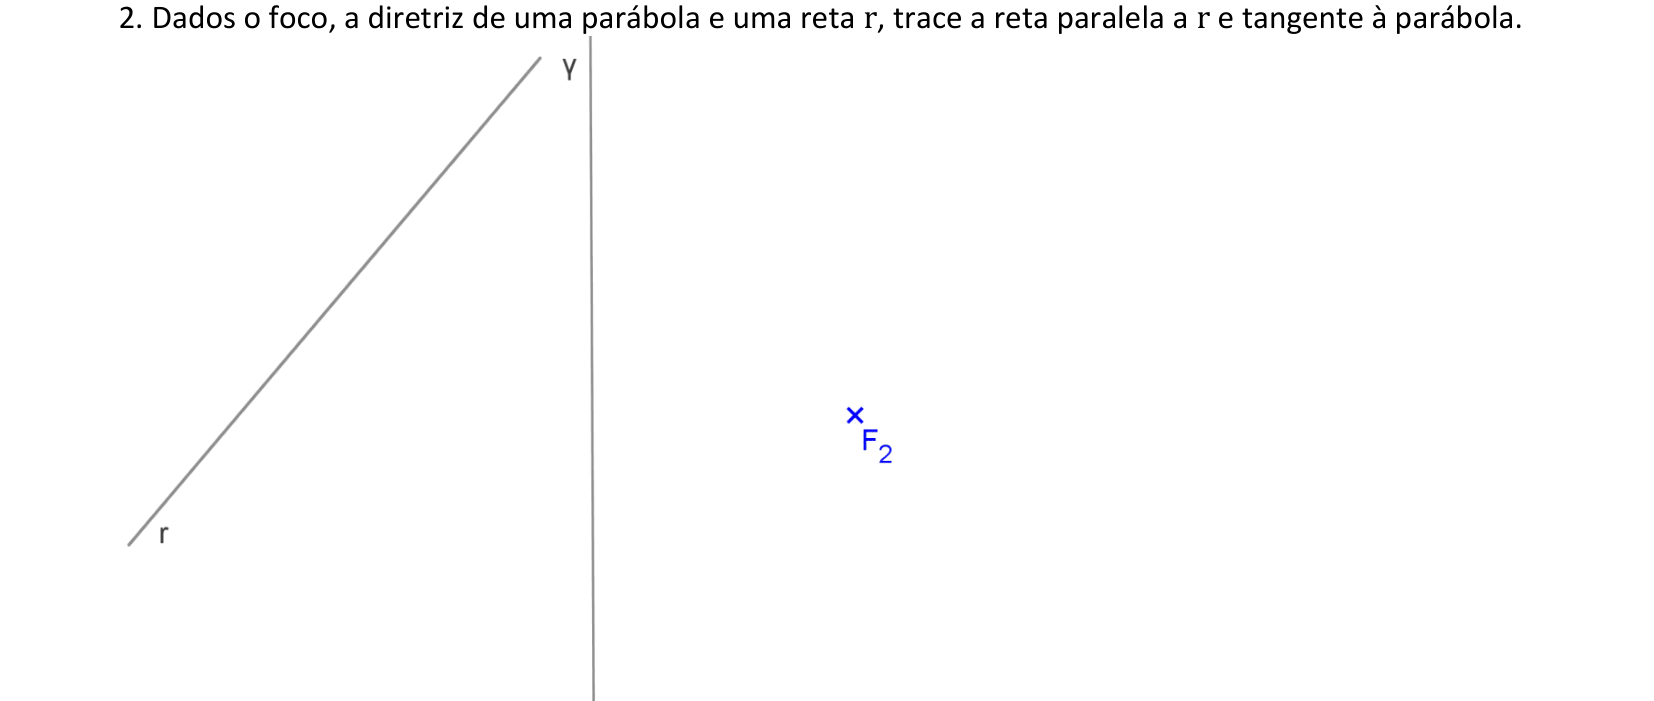 2. Dados o foco, a diretriz de uma parábola e uma reta r, trace a reta paralela a r e tangente à parábola.
γ
F₂
r